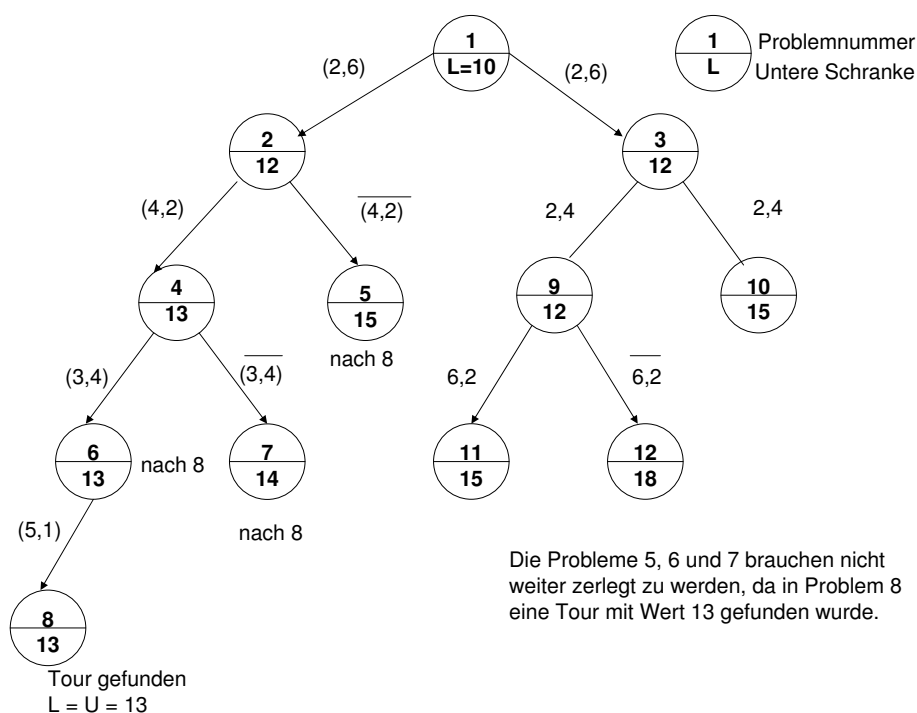 1
L=10
1
L
Problemnummer
Untere Schranke
(2,6)
(2,6)
2
12
3
12
(4,2)
(4,2)
2,4
2,4
4
13
5
15
nach 8
9
12
10
15
(3,4)
(3,4)
6,2
6,2
6
13
nach 8
7
14
nach 8
11
15
12
18
(5,1)
8
13
Tour gefunden
L = U = 13
Die Probleme 5, 6 und 7 brauchen nicht
weiter zerlegt zu werden, da in Problem 8
eine Tour mit Wert 13 gefunden wurde.